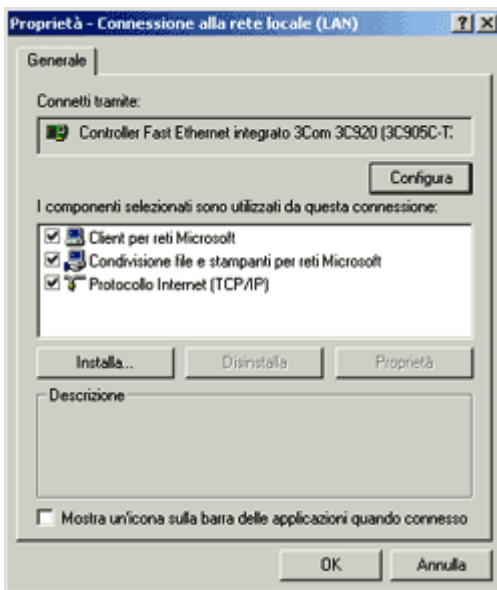 Proprietà - Connessione alla rete locale (LAN)
Generale
Connetti tramite:
Controller Fast Ethernet integrato 3Com 3C920 (3C905C-T
Configura
I componenti selezionati sono utilizzati da questa connessione:
Client per reti Microsoft
Condivisione file e stampanti per reti Microsoft
Protocollo Internet (TCP/IP)
Installa... Disinstalla Proprietà
Descrizione
Mostra un'icona sulla barra delle applicazioni quando connesso
OK Annulla